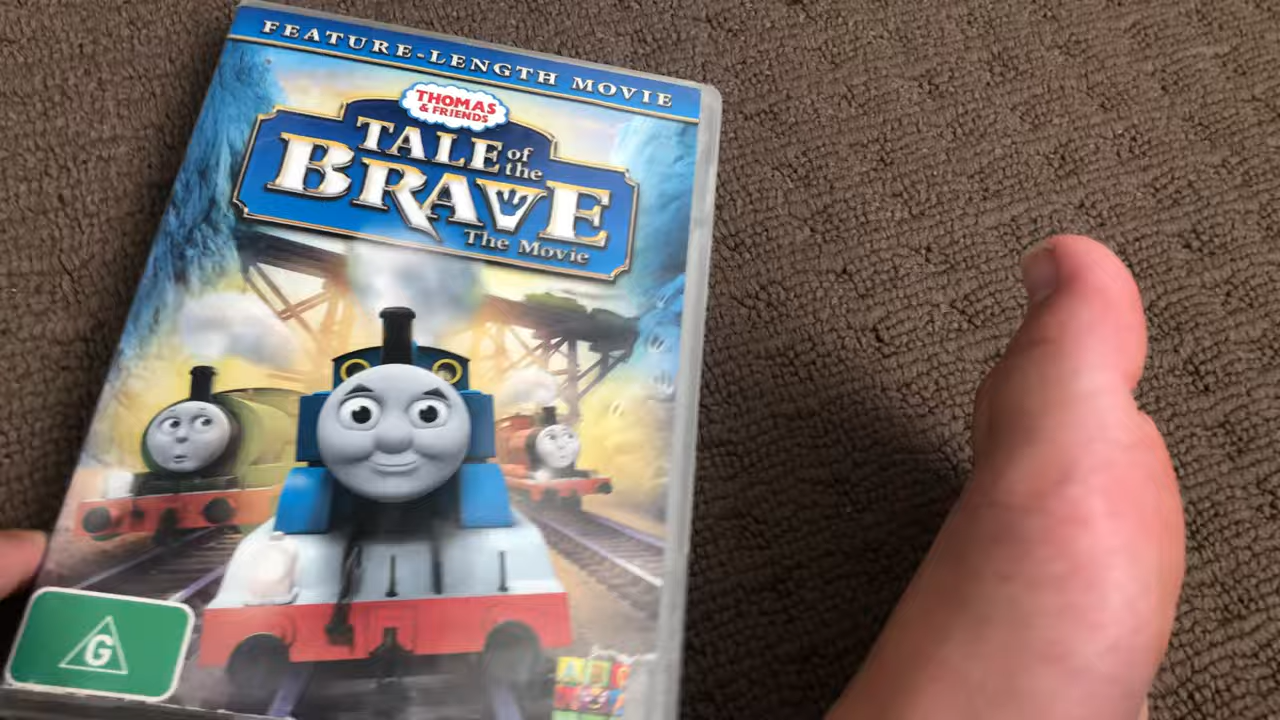 FEATURE-LENGTH MOVIE
THOMAS
& FRIENDS
TALE of the
BRAVE
The Movie
G